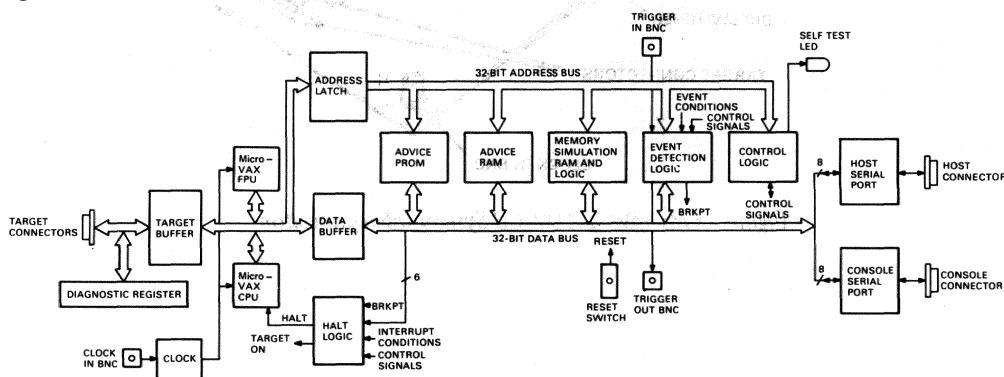 TRIGGER
IN BNC
SELF TEST
LED
ADDRESS
LATCH
32-BIT ADDRESS BUS
EVENT
CONDITIONS
CONTROL
SIGNALS
ADVICE
PROM
ADVICE
RAM
MEMORY
SIMULATION
RAM AND
LOGIC
EVENT
DETECTION
LOGIC
CONTROL
LOGIC
BRKPT
CONTROL
SIGNALS
8
HOST
SERIAL
PORT
HOST
CONNECTOR
Micro-
VAX
FPU
TARGET
CONNECTORS
TARGET
BUFFER
DATA
BUFFER
32-BIT DATA BUS
RESET
RESET
SWITCH
TRIGGER
OUT BNC
8
CONSOLE
SERIAL
PORT
CONSOLE
CONNECTOR
DIAGNOSTIC REGISTER
Micro-
VAX
CPU
6
HALT
HALT
LOGIC
BRKPT
INTERRUPT
CONDITIONS
CONTROL
SIGNALS
TARGET
ON
CLOCK
IN BNC
CLOCK